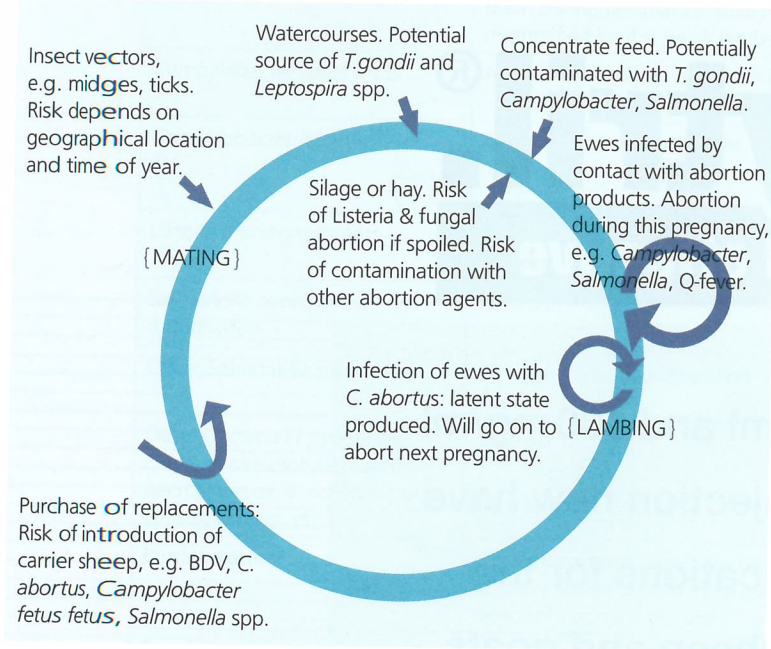 Watercourses. Potential
source of T.gondii and
Leptospira spp.
Concentrate feed. Potentially
contaminated with T. gondii,
Campylobacter, Salmonella.
Insect vectors,
e.g. midges, ticks.
Risk depends on
geographical location
and time of year.
Ewes infected by
contact with abortion
products. Abortion
during this pregnancy,
e.g. Campylobacter,
Salmonella, Q-fever.
Silage or hay. Risk
of Listeria & fungal
abortion if spoiled. Risk
of contamination with
other abortion agents.
{MATING}
Infection of ewes with
C. abortus: latent state
produced. Will go on to
abort next pregnancy.
{LAMBING}
Purchase of replacements:
Risk of introduction of
carrier sheep, e.g. BDV, C.
abortus, Campylobacter
fetus fetus, Salmonella spp.